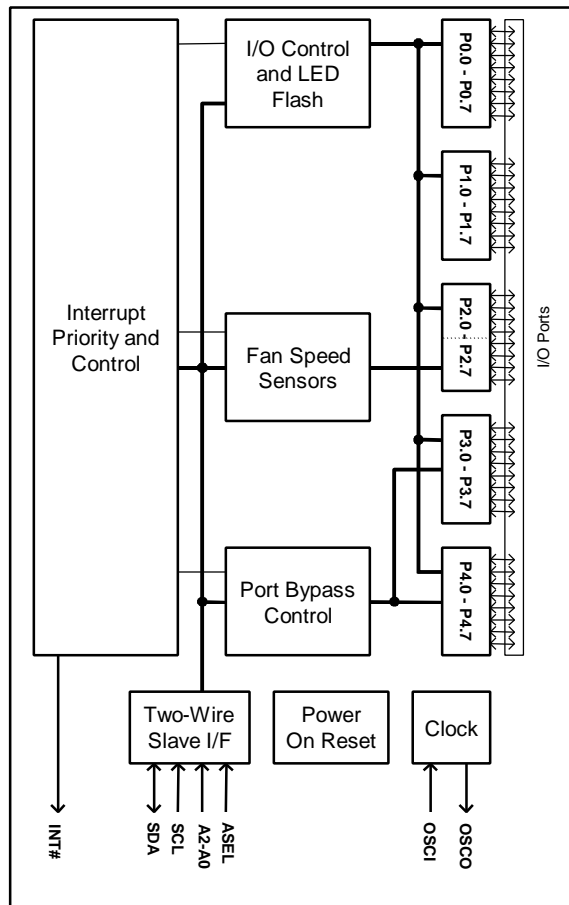 I/O Control
and LED
Flash
P0.0 - P0.7
P1.0 - P1.7
Interrupt
Priority and
Control
Fan Speed
Sensors
P2.0 - P2.7
I/O Ports
P3.0 - P3.7
Port Bypass
Control
P4.0 - P4.7
Two-Wire
Slave I/F
Power
On Reset
Clock
INT#
SDA
SCL
A2-A0
ASEL
OSCI
OSCO